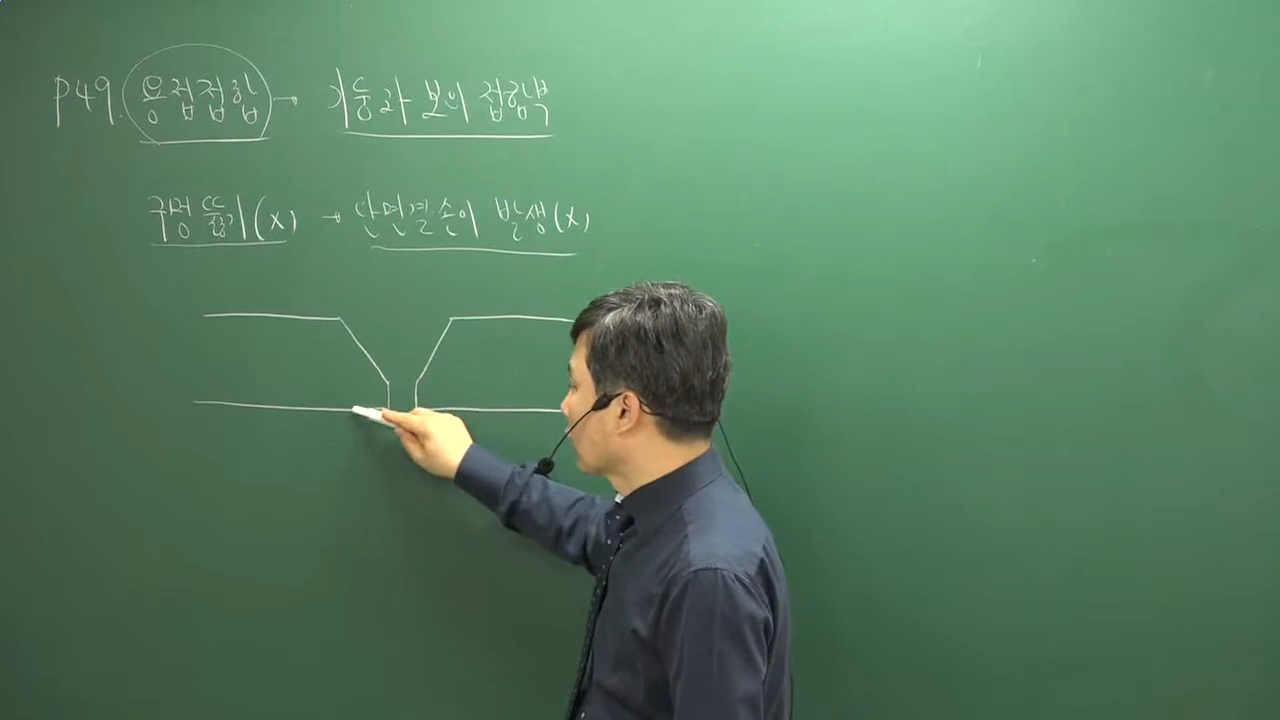 P49. 용접접합 → 기둥과 보의 접합부
구멍 뚫기(x) → 단면결손이 발생(x)